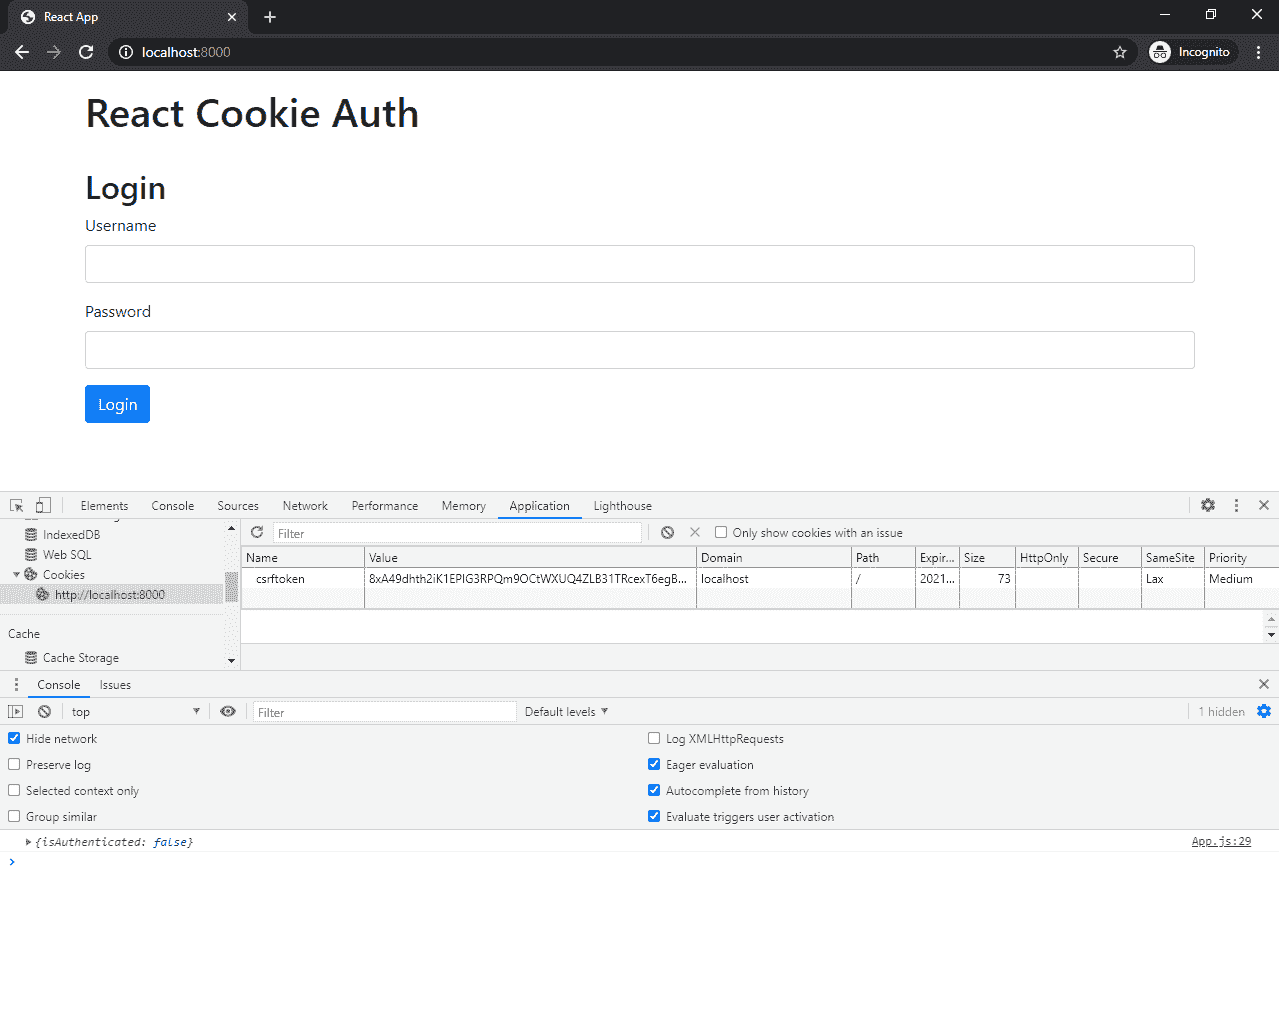 React App
localhost:8000
Incognito
React Cookie Auth
Login
Username
Password
Login
Elements Console Sources Network Performance Memory Application Lighthouse
IndexedDB
Web SQL
Cookies
http://localhost:8000
Cache
Cache Storage
Filter
Only show cookies with an issue
Name Value Domain Path Expir... Size HttpOnly Secure SameSite Priority
csrftoken 8xA49dhth2iK1EPIG3RPQm9OCtWXUQ4ZLB31TRcexT6egB... localhost / 2021... 73 Lax Medium
Console Issues
top Filter Default levels 1 hidden
Hide network
Log XMLHttpRequests
Preserve log
Eager evaluation
Selected context only
Autocomplete from history
Group similar
Evaluate triggers user activation
{isAuthenticated: false} App.js:29